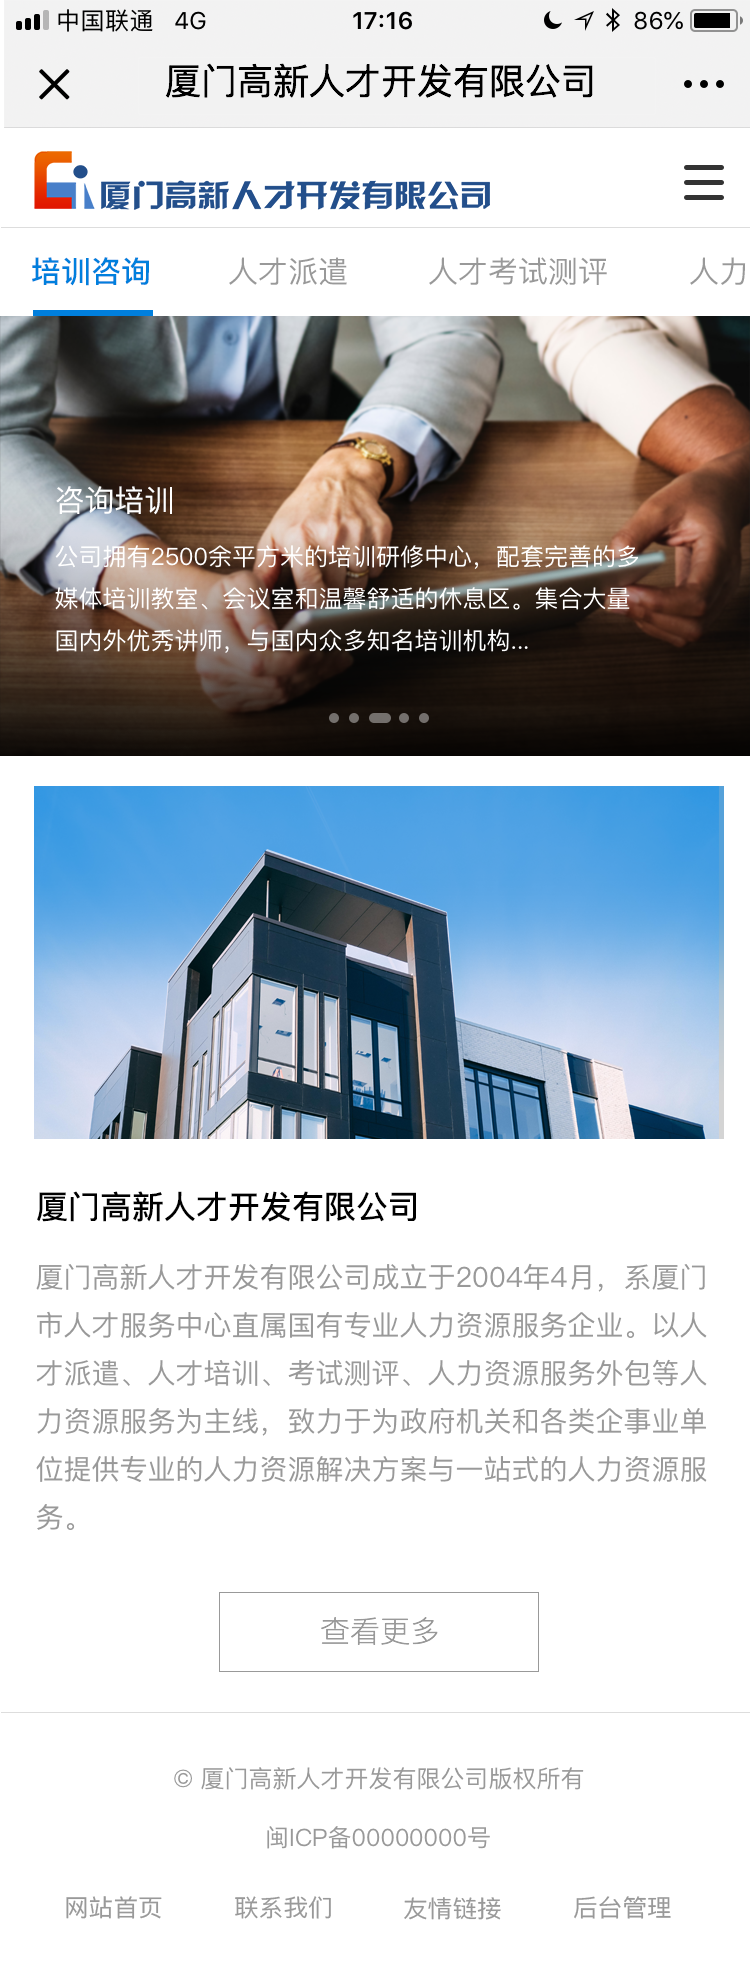 中国联通 4G 17:16 86%
厦门高新人才开发有限公司
厦门高新人才开发有限公司
培训咨询 人才派遣 人才考试测评 人力
咨询培训
公司拥有2500余平方米的培训研修中心，配套完善的多
媒体培训教室、会议室和温馨舒适的休息区。集合大量
国内外优秀讲师，与国内众多知名培训机构...
厦门高新人才开发有限公司
厦门高新人才开发有限公司成立于2004年4月，系厦门
市人才服务中心直属国有专业人力资源服务企业。以人
才派遣、人才培训、考试测评、人力资源服务外包等人
力资源服务为主线，致力于为政府机关和各类企事业单
位提供专业的人力资源解决方案与一站式的人力资源服
务。
查看更多
© 厦门高新人才开发有限公司版权所有
闽ICP备00000000号
网站首页 联系我们 友情链接 后台管理